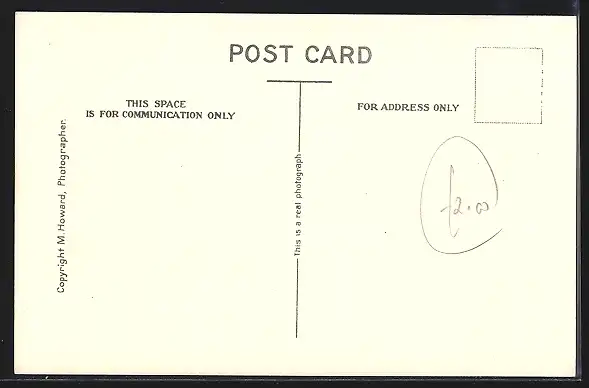 POST CARD
THIS SPACE
IS FOR COMMUNICATION ONLY
FOR ADDRESS ONLY
Copyright M. Howard, Photographer.
This is a real photograph
£2.00